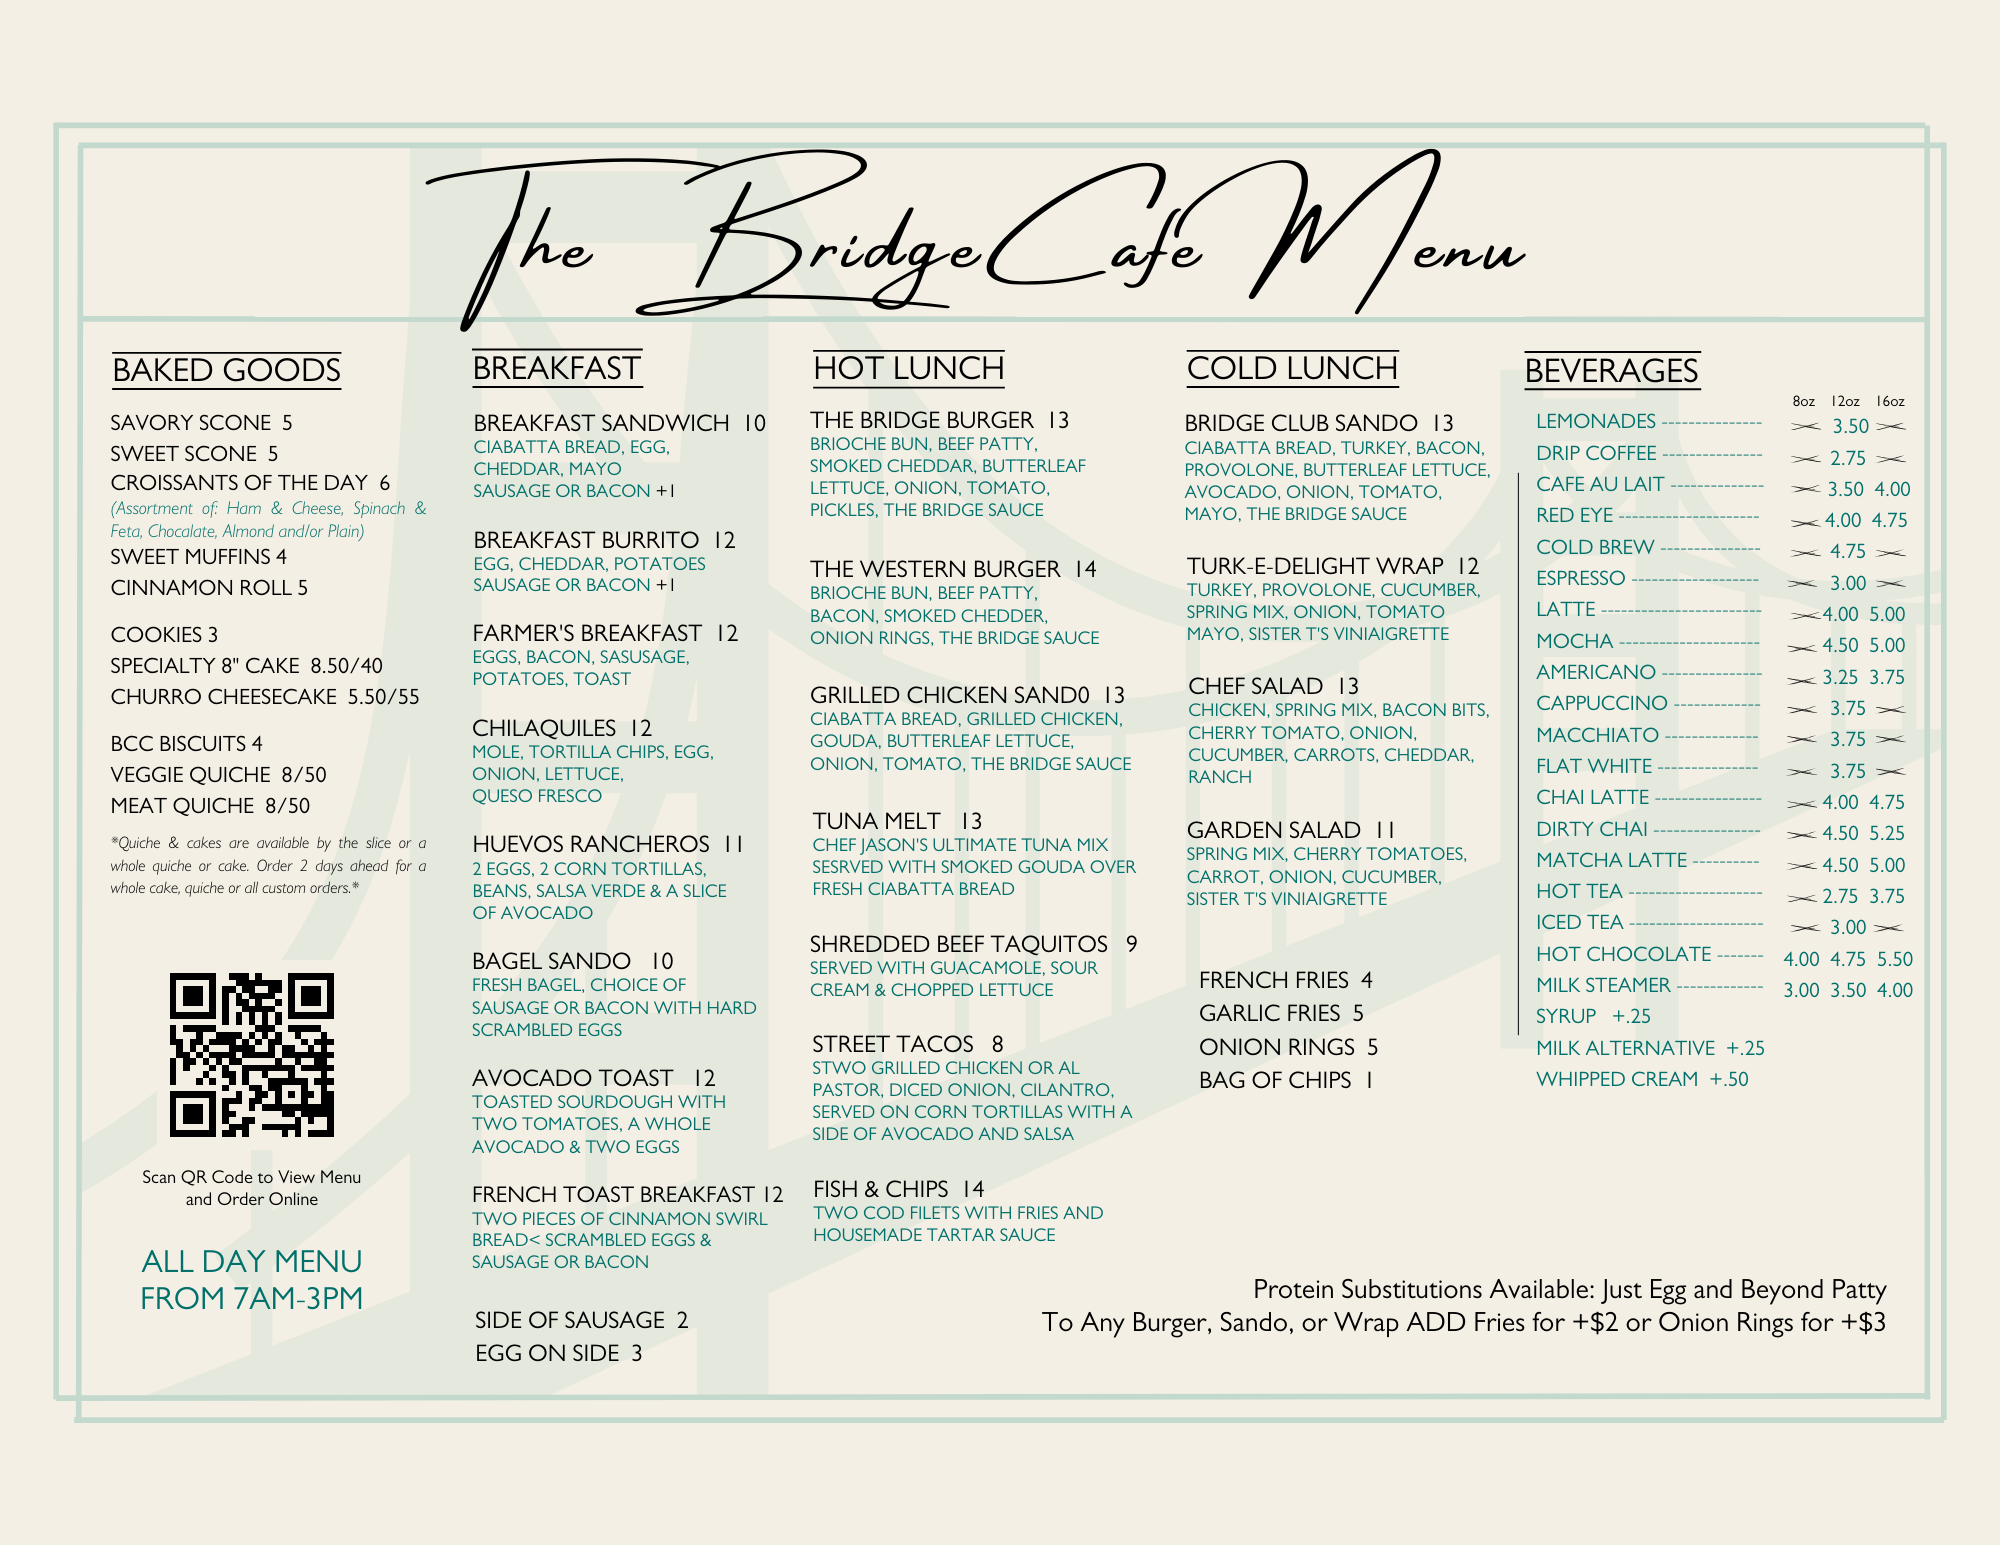 The Bridge Cafe Menu
BAKED GOODS
SAVORY SCONE 5
SWEET SCONE 5
CROISSANTS OF THE DAY 6
(Assortment of: Ham & Cheese, Spinach &
Feta, Chocalate, Almond and/or Plain)
SWEET MUFFINS 4
CINNAMON ROLL 5
COOKIES 3
SPECIALTY 8" CAKE 8.50/40
CHURRO CHEESECAKE 5.50/55
BCC BISCUITS 4
VEGGIE QUICHE 8/50
MEAT QUICHE 8/50
*Quiche & cakes are available by the slice or a
whole quiche or cake. Order 2 days ahead for a
whole cake, quiche or all custom orders.*
Scan QR Code to View Menu
and Order Online
ALL DAY MENU
FROM 7AM-3PM
BREAKFAST
BREAKFAST SANDWICH 10
CIABATTA BREAD, EGG,
CHEDDAR, MAYO
SAUSAGE OR BACON +1
BREAKFAST BURRITO 12
EGG, CHEDDAR, POTATOES
SAUSAGE OR BACON +1
FARMER'S BREAKFAST 12
EGGS, BACON, SASUSAGE,
POTATOES, TOAST
CHILAQUILES 12
MOLE, TORTILLA CHIPS, EGG,
ONION, LETTUCE,
QUESO FRESCO
HUEVOS RANCHEROS 11
2 EGGS, 2 CORN TORTILLAS,
BEANS, SALSA VERDE & A SLICE
OF AVOCADO
BAGEL SANDO 10
FRESH BAGEL, CHOICE OF
SAUSAGE OR BACON WITH HARD
SCRAMBLED EGGS
AVOCADO TOAST 12
TOASTED SOURDOUGH WITH
TWO TOMATOES, A WHOLE
AVOCADO & TWO EGGS
FRENCH TOAST BREAKFAST 12
TWO PIECES OF CINNAMON SWIRL
BREAD< SCRAMBLED EGGS &
SAUSAGE OR BACON
SIDE OF SAUSAGE 2
EGG ON SIDE 3
HOT LUNCH
THE BRIDGE BURGER 13
BRIOCHE BUN, BEEF PATTY,
SMOKED CHEDDAR, BUTTERLEAF
LETTUCE, ONION, TOMATO,
PICKLES, THE BRIDGE SAUCE
THE WESTERN BURGER 14
BRIOCHE BUN, BEEF PATTY,
BACON, SMOKED CHEDDER,
ONION RINGS, THE BRIDGE SAUCE
GRILLED CHICKEN SAND0 13
CIABATTA BREAD, GRILLED CHICKEN,
GOUDA, BUTTERLEAF LETTUCE,
ONION, TOMATO, THE BRIDGE SAUCE
TUNA MELT 13
CHEF JASON'S ULTIMATE TUNA MIX
SESRVED WITH SMOKED GOUDA OVER
FRESH CIABATTA BREAD
SHREDDED BEEF TAQUITOS 9
SERVED WITH GUACAMOLE, SOUR
CREAM & CHOPPED LETTUCE
STREET TACOS 8
STWO GRILLED CHICKEN OR AL
PASTOR, DICED ONION, CILANTRO,
SERVED ON CORN TORTILLAS WITH A
SIDE OF AVOCADO AND SALSA
FISH & CHIPS 14
TWO COD FILETS WITH FRIES AND
HOUSEMADE TARTAR SAUCE
COLD LUNCH
BRIDGE CLUB SANDO 13
CIABATTA BREAD, TURKEY, BACON,
PROVOLONE, BUTTERLEAF LETTUCE,
AVOCADO, ONION, TOMATO,
MAYO, THE BRIDGE SAUCE
TURK-E-DELIGHT WRAP 12
TURKEY, PROVOLONE, CUCUMBER,
SPRING MIX, ONION, TOMATO
MAYO, SISTER T'S VINIAIGRETTE
CHEF SALAD 13
CHICKEN, SPRING MIX, BACON BITS,
CHERRY TOMATO, ONION,
CUCUMBER, CARROTS, CHEDDAR,
RANCH
GARDEN SALAD 11
SPRING MIX, CHERRY TOMATOES,
CARROT, ONION, CUCUMBER,
SISTER T'S VINIAIGRETTE
FRENCH FRIES 4
GARLIC FRIES 5
ONION RINGS 5
BAG OF CHIPS 1
BEVERAGES
8oz 12oz 16oz
LEMONADES --------------- 3.50
DRIP COFFEE --------------- 2.75
CAFE AU LAIT -------------- 3.50 4.00
RED EYE --------------------- 4.00 4.75
COLD BREW --------------- 4.75
ESPRESSO ------------------- 3.00
LATTE ------------------------ 4.00 5.00
MOCHA --------------------- 4.50 5.00
AMERICANO --------------- 3.25 3.75
CAPPUCCINO ------------- 3.75
MACCHIATO -------------- 3.75
FLAT WHITE --------------- 3.75
CHAI LATTE ---------------- 4.00 4.75
DIRTY CHAI ---------------- 4.50 5.25
MATCHA LATTE ---------- 4.50 5.00
HOT TEA -------------------- 2.75 3.75
ICED TEA -------------------- 3.00
HOT CHOCOLATE ------- 4.00 4.75 5.50
MILK STEAMER ------------- 3.00 3.50 4.00
SYRUP +.25
MILK ALTERNATIVE +.25
WHIPPED CREAM +.50
Protein Substitutions Available: Just Egg and Beyond Patty
To Any Burger, Sando, or Wrap ADD Fries for +$2 or Onion Rings for +$3